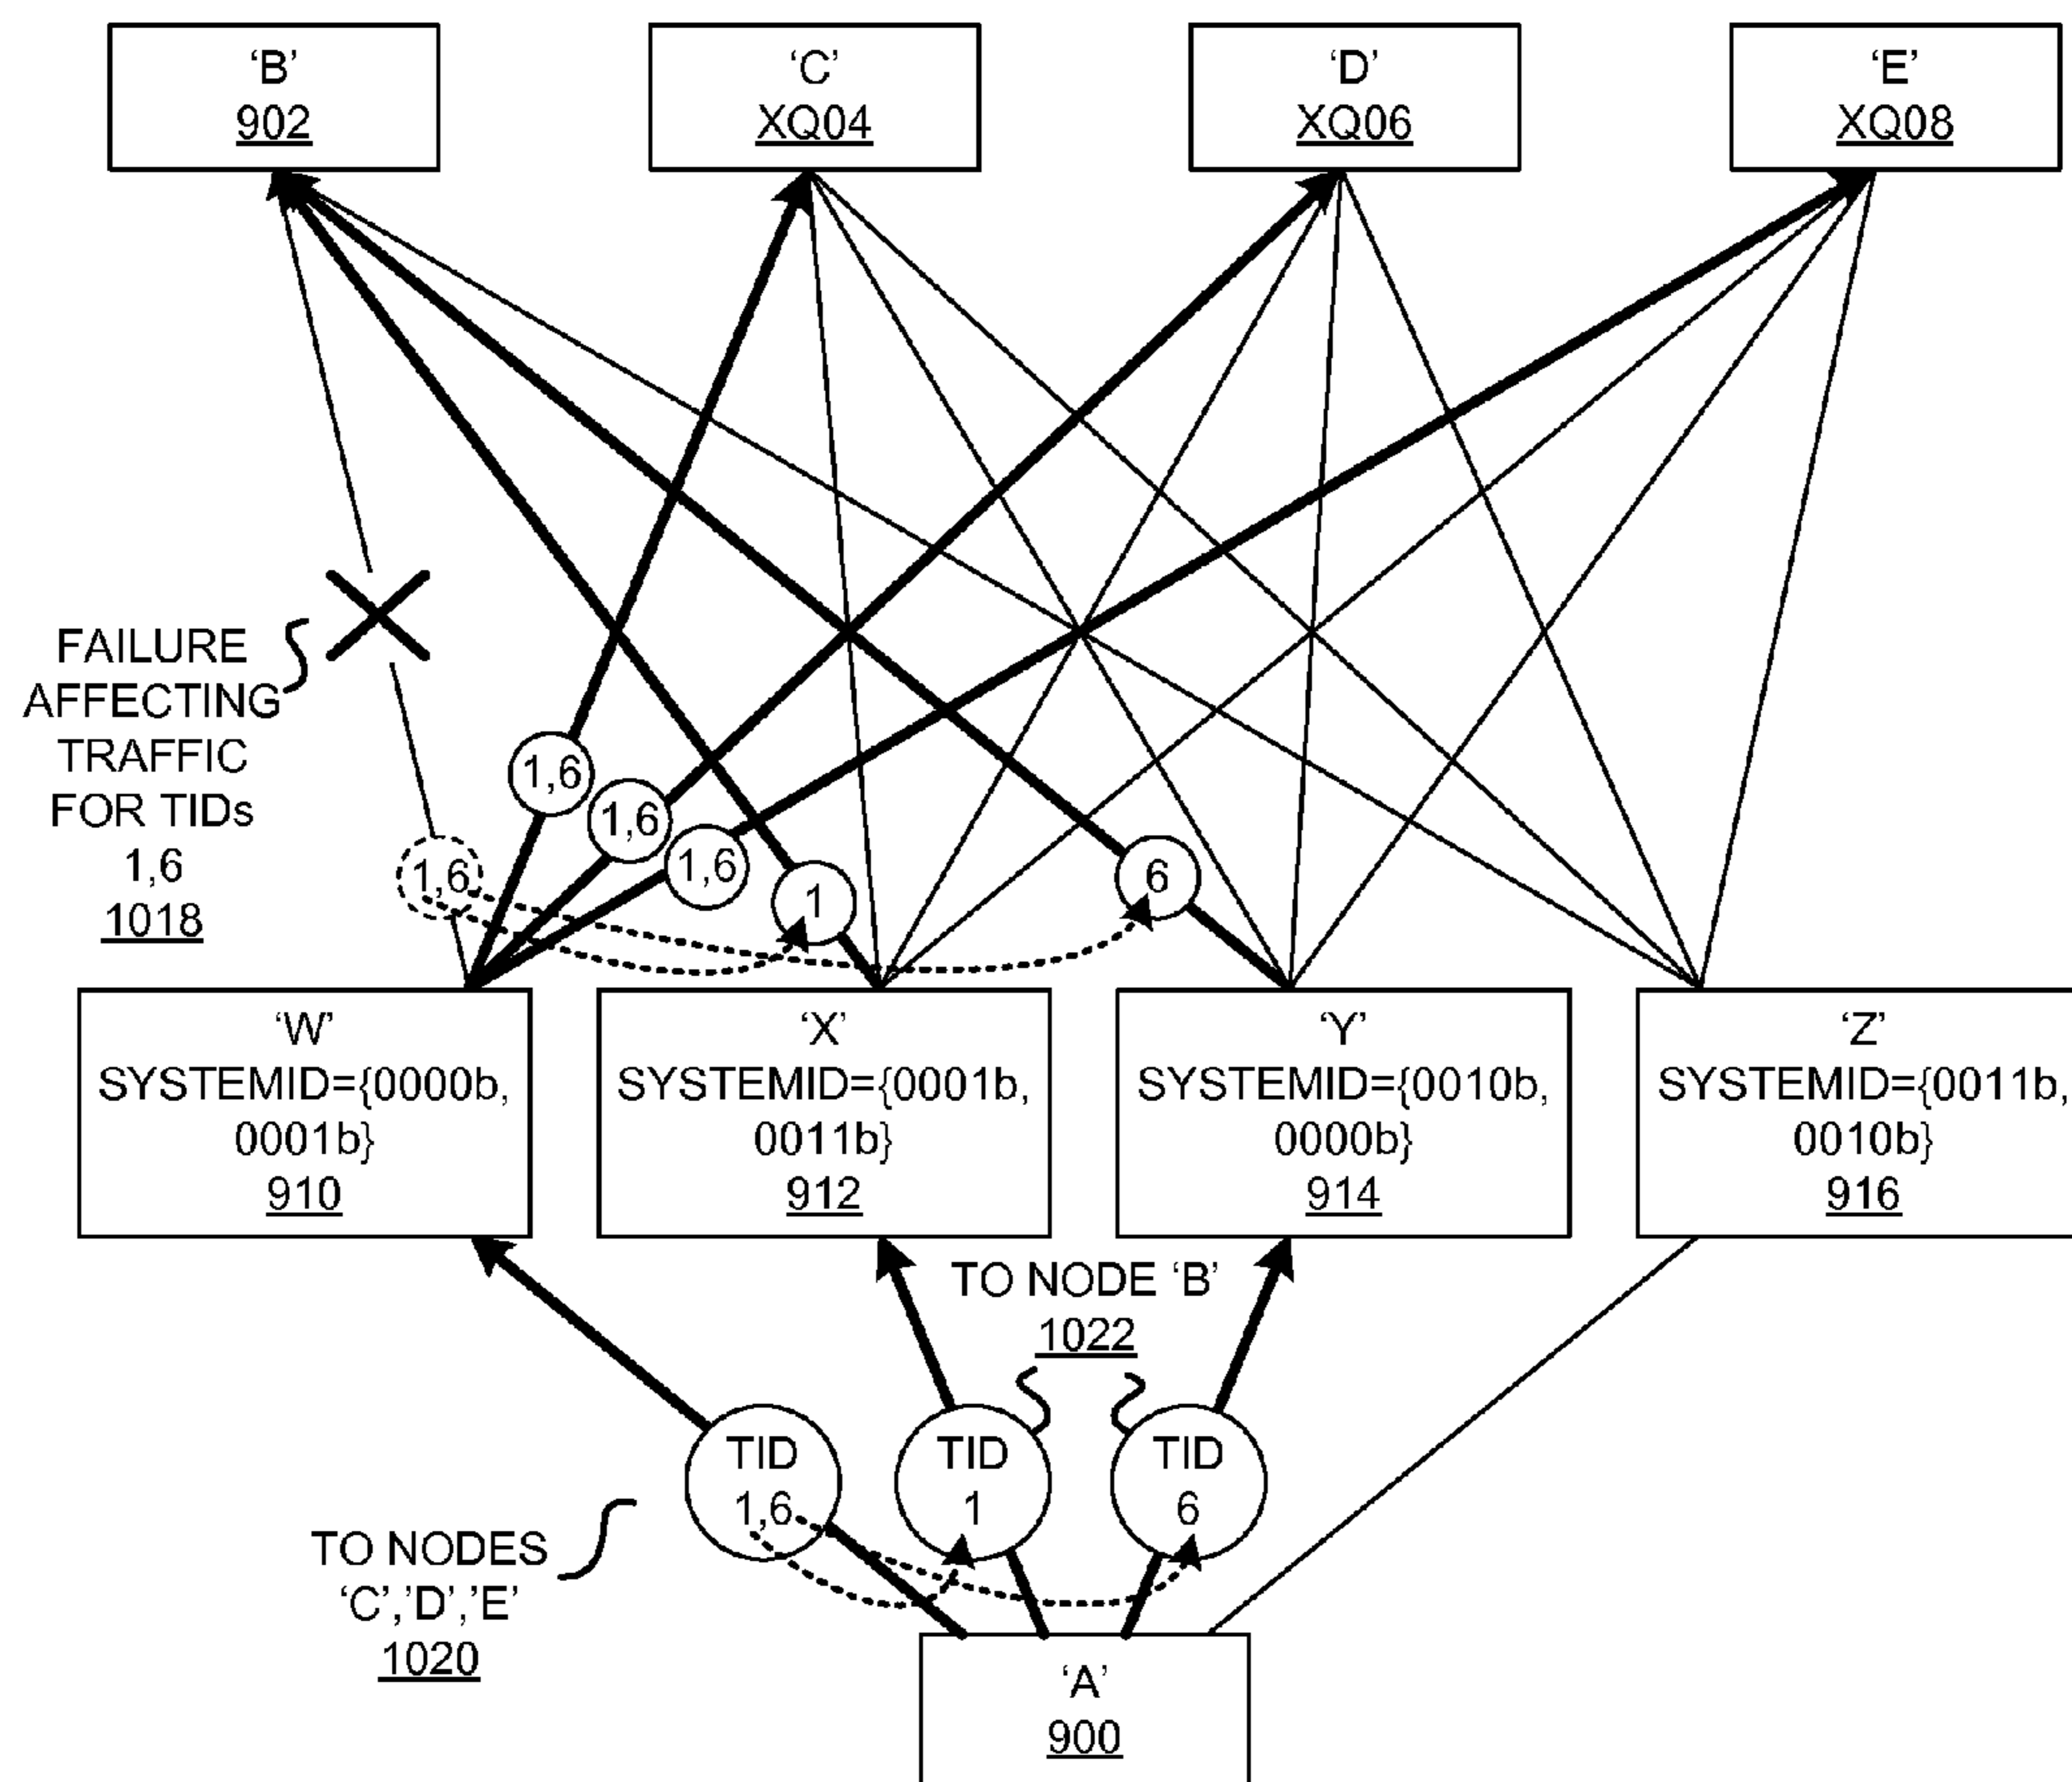 ‘B’
902
‘C’
XQ04
‘D’
XQ06
‘E’
XQ08
FAILURE
AFFECTING
TRAFFIC
FOR TIDs
1,6
1018
1,6
1,6
1,6
1,6
1
6
‘W’
SYSTEMID={0000b,
0001b}
910
‘X’
SYSTEMID={0001b,
0011b}
912
‘Y’
SYSTEMID={0010b,
0000b}
914
‘Z’
SYSTEMID={0011b,
0010b}
916
TO NODE ‘B’
1022
TID
1,6
TID
1
TID
6
TO NODES
‘C’,’D’,’E’
1020
‘A’
900